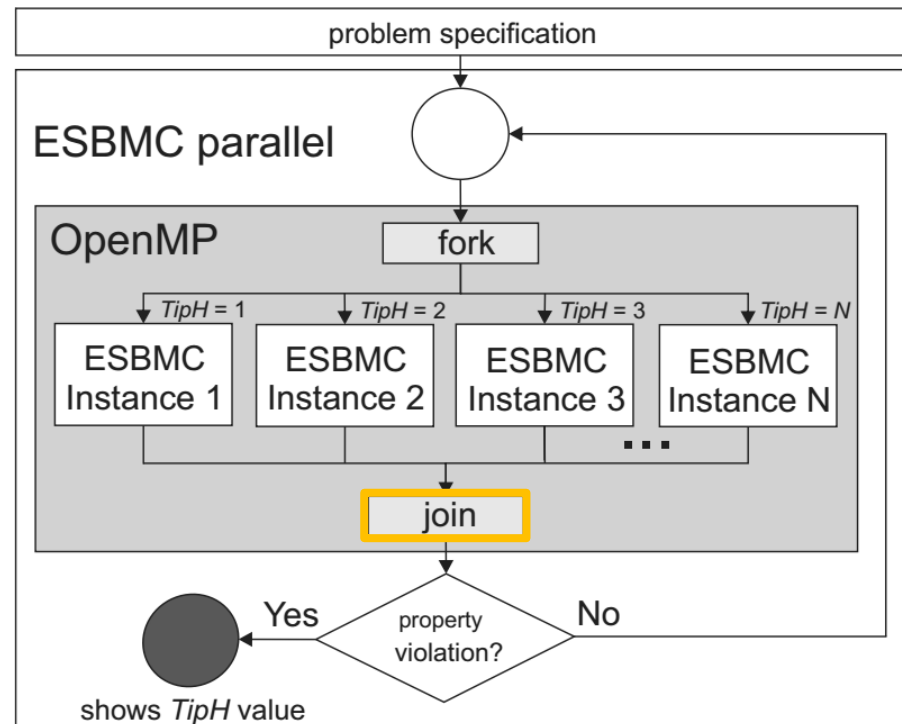 problem specification
ESBMC parallel
OpenMP
fork
TipH = 1
TipH = 2
TipH = 3
TipH = N
ESBMC
Instance 1
ESBMC
Instance 2
ESBMC
Instance 3
ESBMC
Instance N
...
join
property
violation?
Yes
No
shows TipH value